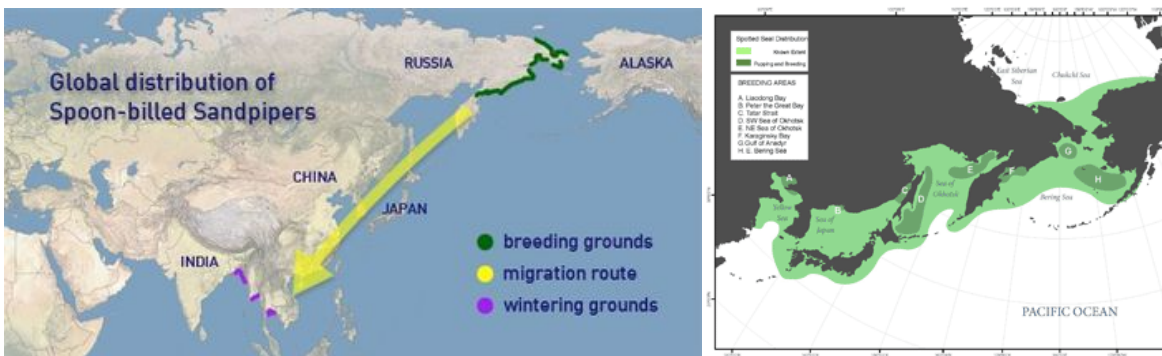 Global distribution of
Spoon-billed Sandpipers
RUSSIA
ALASKA
CHINA
JAPAN
INDIA
breeding grounds
migration route
wintering grounds
Spotted Seal Distribution
Known Extent
Pupping and Breeding
BREEDING AREAS
A. Liaodong Bay
B. Peter the Great Bay
C. Tatar Strait
D. SW Sea of Okhotsk
E. NE Sea of Okhotsk
F. Karaginsky Bay
G. Gulf of Anadyr
H. E. Bering Sea
East Siberian
Sea
Chukchi Sea
A
B
C
D
E
F
G
H
Yellow
Sea
Sea of
Japan
Sea of
Okhotsk
Bering Sea
PACIFIC OCEAN